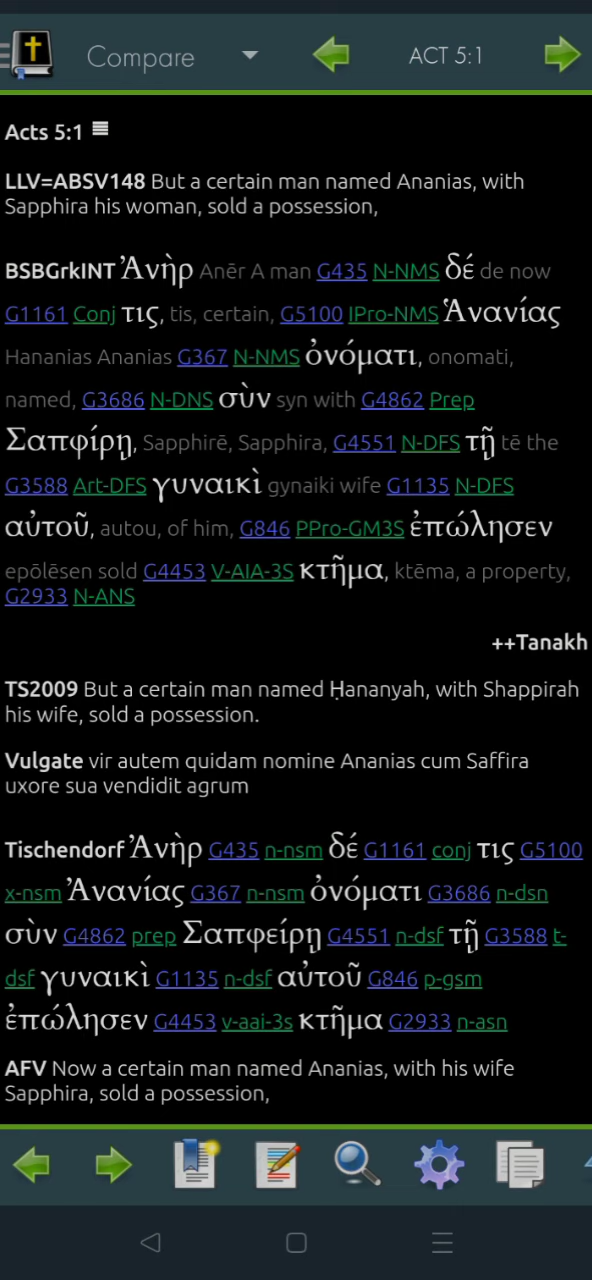 Compare
ACT 5:1
Acts 5:1
LLV=ABSV148 But a certain man named Ananias, with
Sapphira his woman, sold a possession,
BSBGrkINT Ἀνὴρ Anēr A man G435 N-NMS δέ de now
G1161 Conj τις, tis, certain, G5100 IPro-NMS Ἁνανίας
Hananias Ananias G367 N-NMS ὀνόματι, onomati,
named, G3686 N-DNS σὺν syn with G4862 Prep
Σαπφίρῃ, Sapphirē, Sapphira, G4551 N-DFS τῇ tē the
G3588 Art-DFS γυναικὶ gynaiki wife G1135 N-DFS
αὐτοῦ, autou, of him, G846 PPro-GM3S ἐπώλησεν
epōlēsen sold G4453 V-AIA-3S κτῆμα, ktēma, a property,
G2933 N-ANS
++Tanakh
TS2009 But a certain man named Ḥananyah, with Shappirah
his wife, sold a possession.
Vulgate vir autem quidam nomine Ananias cum Saffira
uxore sua vendidit agrum
Tischendorf Ἀνὴρ G435 n-nsm δέ G1161 conj τις G5100
x-nsm Ἀνανίας G367 n-nsm ὀνόματι G3686 n-dsn
σὺν G4862 prep Σαπφείρῃ G4551 n-dsf τῇ G3588 t-
dsf γυναικὶ G1135 n-dsf αὐτοῦ G846 p-gsm
ἐπώλησεν G4453 v-aai-3s κτῆμα G2933 n-asn
AFV Now a certain man named Ananias, with his wife
Sapphira, sold a possession,